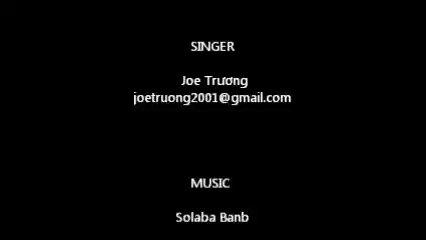 SINGER
Joe Trương
joetruong2001@gmail.com
MUSIC
Solaba Banb